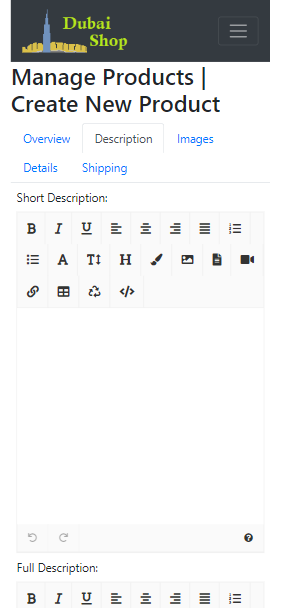 Dubai
Shop
Manage Products |
Create New Product
Overview
Description
Images
Details
Shipping
Short Description:
B I U
A T H
Full Description:
B I U